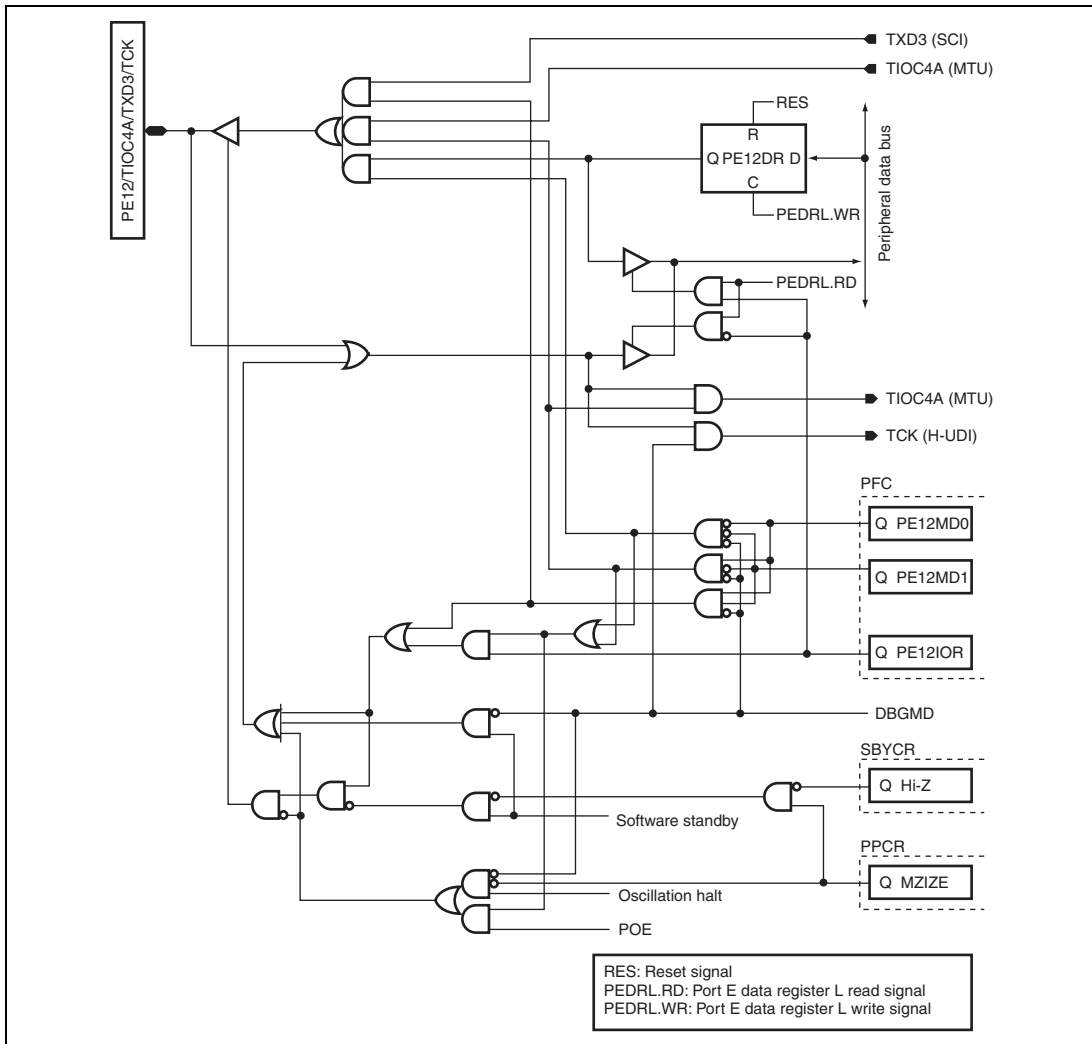 PE12/TIOC4A/TXD3/TCK
TXD3 (SCI)
TIOC4A (MTU)
RES
R
Q PE12DR D
C
PEDRL.WR
Peripheral data bus
PEDRL.RD
TIOC4A (MTU)
TCK (H-UDI)
PFC
Q PE12MD0
Q PE12MD1
Q PE12IOR
DBGMD
SBYCR
Q Hi-Z
Software standby
PPCR
Q MZIZE
Oscillation halt
POE
RES: Reset signal
PEDRL.RD: Port E data register L read signal
PEDRL.WR: Port E data register L write signal